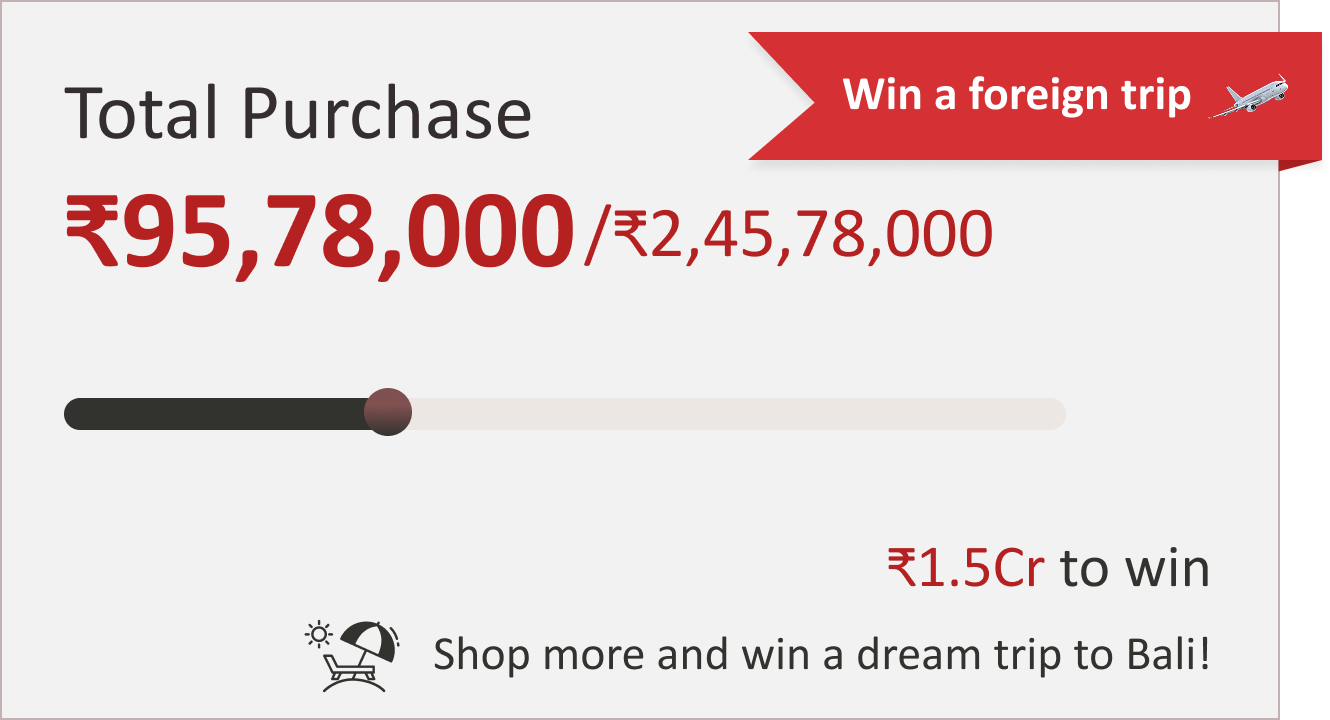 Win a foreign trip
Total Purchase
₹95,78,000/₹2,45,78,000
₹1.5Cr to win
Shop more and win a dream trip to Bali!